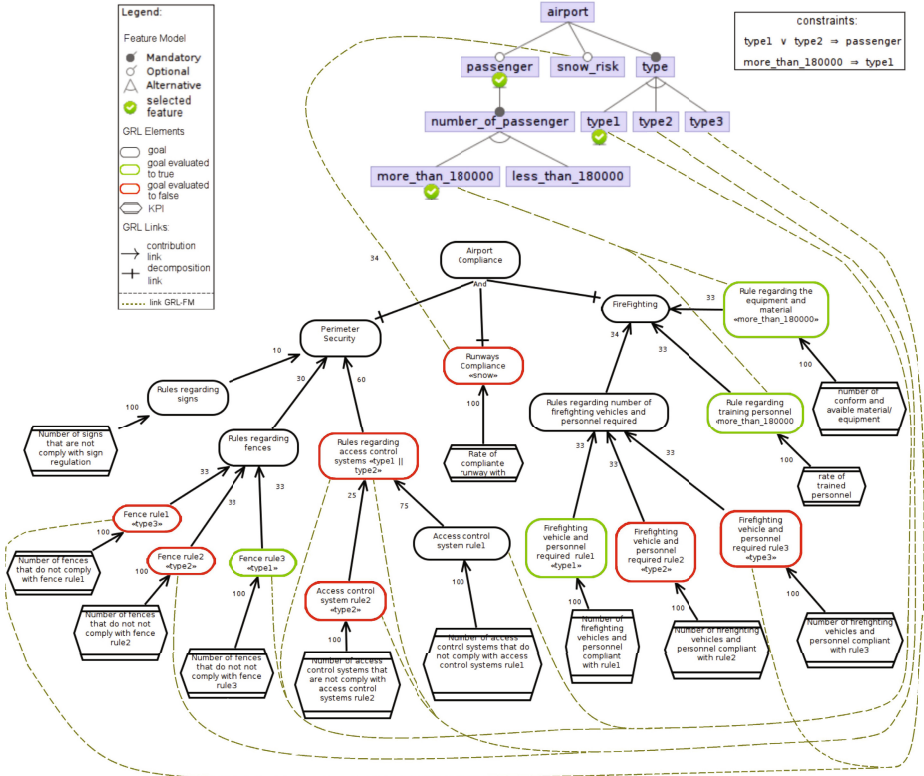 Legend:
Feature Model
Mandatory
Optional
Alternative
selected
feature
GRL Elements
goal
goal evaluated
to true
goal evaluated
to false
KPI
GRL Links:
contribution
link
decomposition
link
link GRL-FM
airport
passenger
snow_risk
type
number_of_passenger
type1
type2
type3
more_than_180000
less_than_180000
constraints:
type1 ∨ type2 ⇒ passenger
more_than_180000 ⇒ type1
34
Airport
Compliance
And
Perimeter
Security
FireFighting
33
Rule regarding the
equipment and
material
«more_than_180000»
10
30
60
Runways
Compliance
«snow»
34
33
100
Rules regarding
signs
100
Number of signs
that are not
comply with sign
regulation
Rules regarding
fences
Rules regarding
access control
systems «type1 ||
type2»
100
Rate of
compliante
runway with
Rules regarding number of
firefighting vehicles and
personnel required
Rule regarding
training personnel
«more_than_180000
number of
conform and
avaible material/
equipment
100
rate of
trained
personnel
33
33
33
25
75
33
33
33
Fence rule1
«type3»
100
Number of fences
that do not comply
with fence rule1
Fence rule2
«type2»
100
Number of fences
that do not not
comply with fence
rule2
Fence rule3
«type1»
100
Number of fences
that do not not
comply with fence
rule3
Access control
system rule1
100
Number of access
control systems that do
not comply with access
control systems rule1
Access control
system rule2
«type2»
100
Number of access
control systems that
are not comply with
access control
systems rule2
Firefighting
vehicle and
personnel
required rule1
«type1»
100
Number of
firefighting
vehicles and
personnel
compliant
with rule1
Firefighting
vehicle and
personnel
required rule2
«type2»
100
Number of firefighting
vehicles and
personnel compliant
with rule2
Firefighting
vehicle and
personnel
required rule3
«type3»
100
Number of firefighting
vehicles and
personnel compliant
with rule3